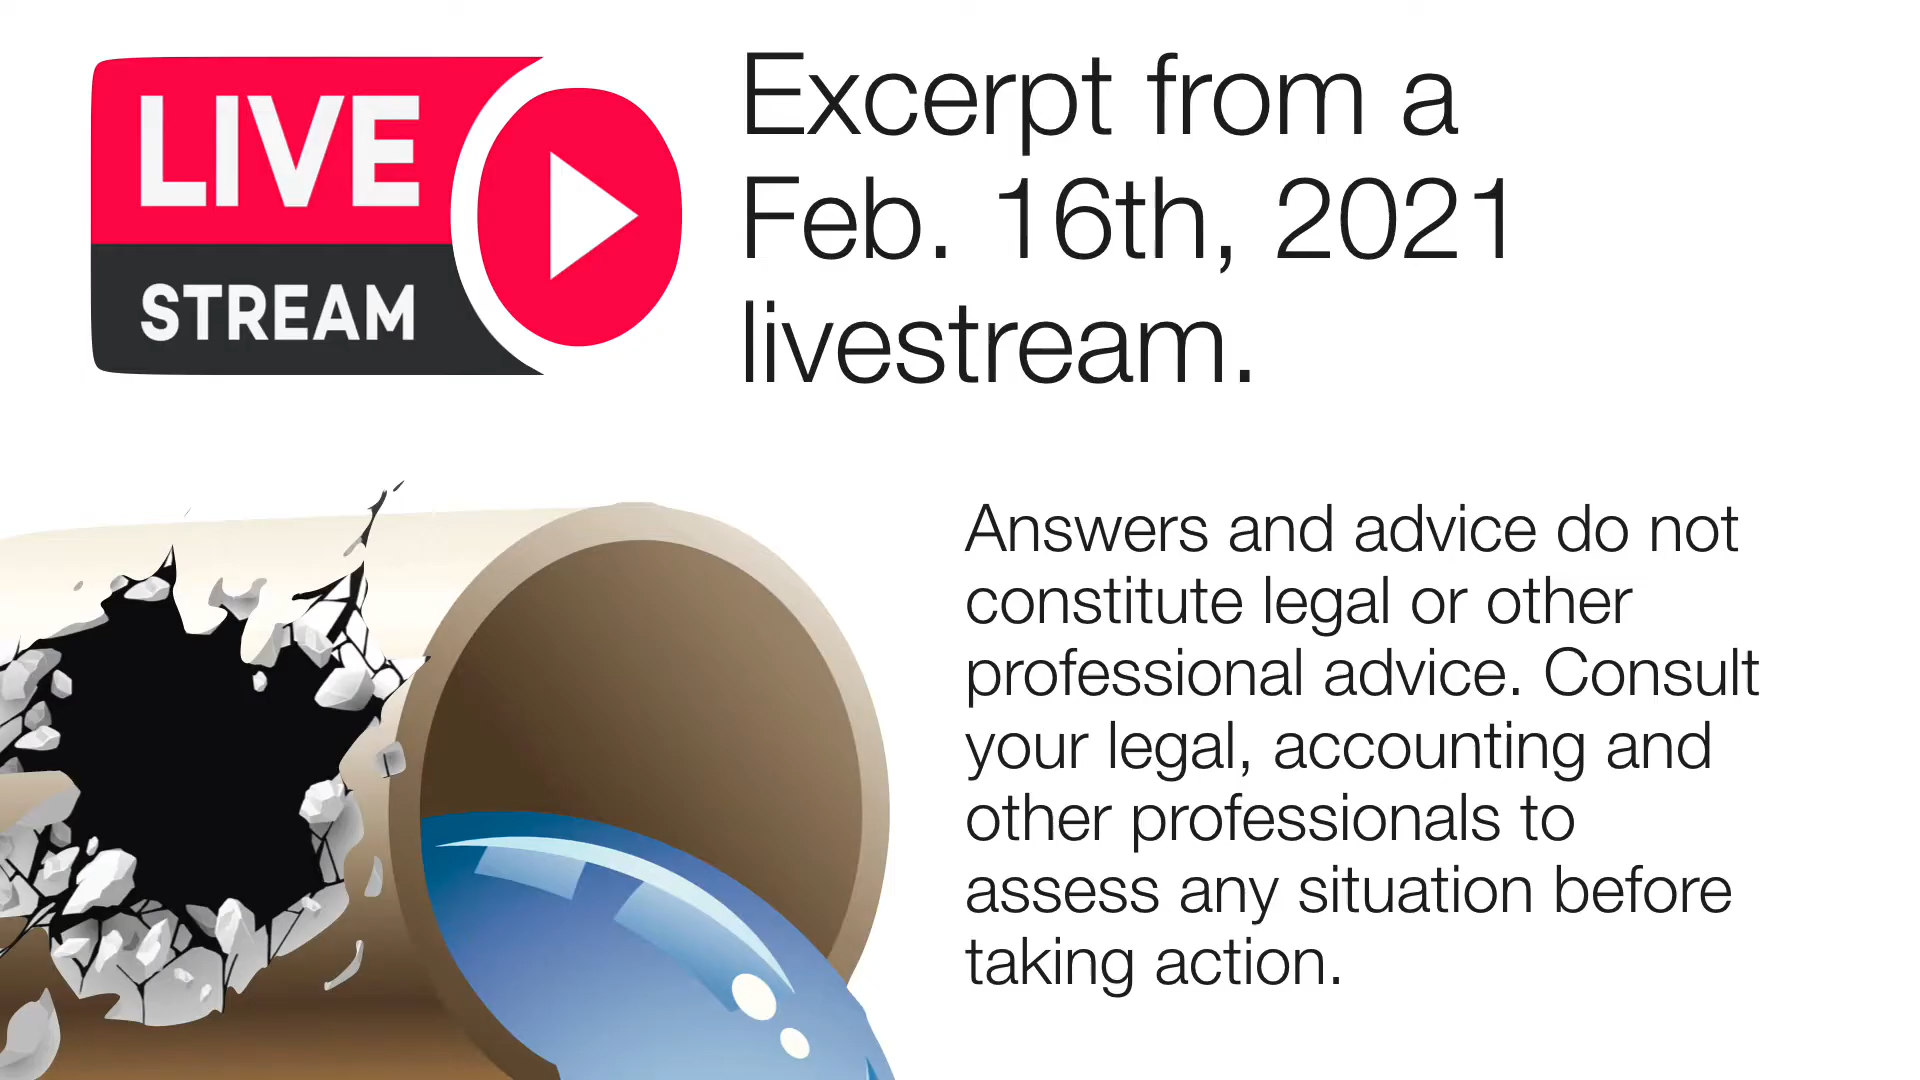 LIVE
STREAM
Excerpt from a
Feb. 16th, 2021
livestream.
Answers and advice do not
constitute legal or other
professional advice. Consult
your legal, accounting and
other professionals to
assess any situation before
taking action.